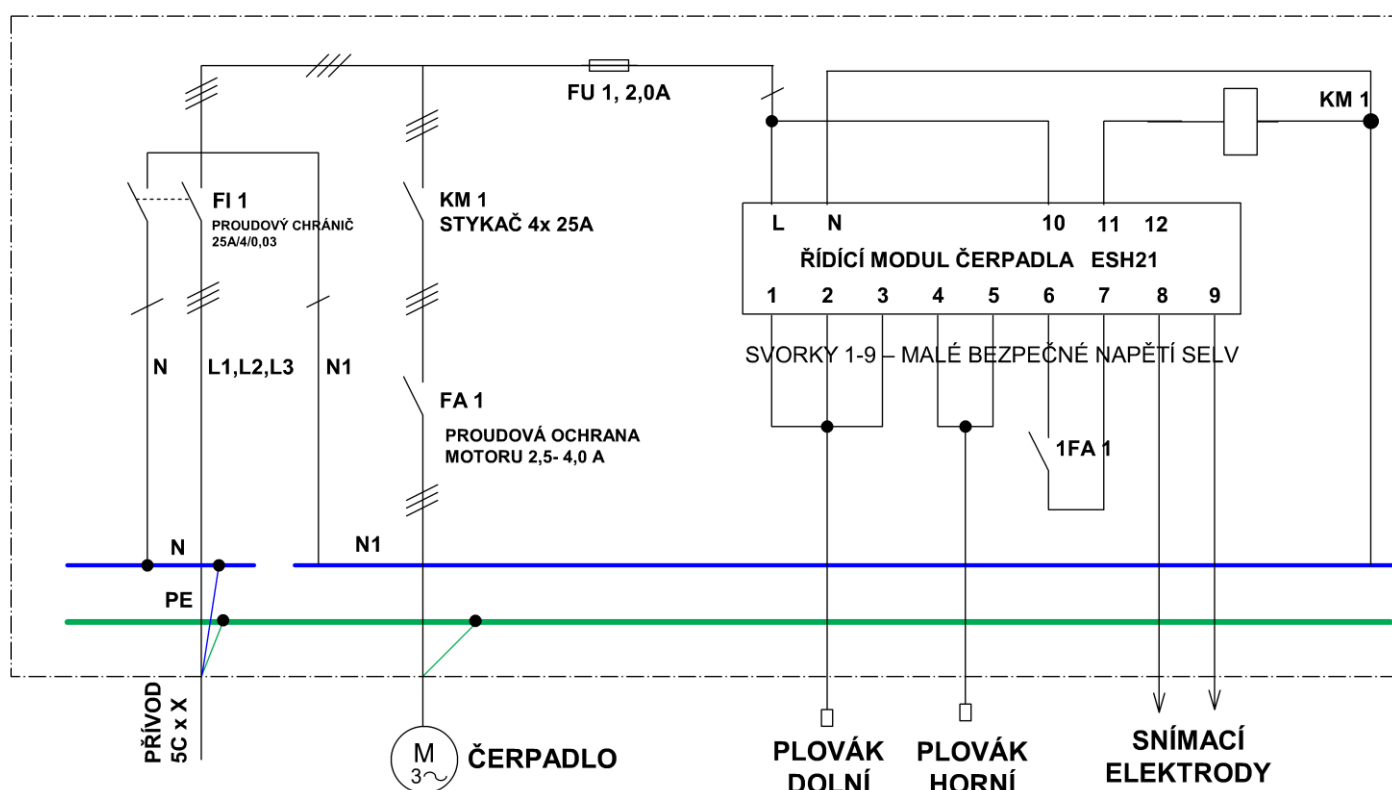 FU 1, 2,0A
KM 1
FI 1
PROUDOVÝ CHRÁNIČ
25A/4/0,03
KM 1
STYKAČ 4x 25A
L N 10 11 12
ŘÍDÍCÍ MODUL ČERPADLA ESH21
1 2 3 4 5 6 7 8 9
SVORKY 1-9 – MALÉ BEZPEČNÉ NAPĚTÍ SELV
N L1,L2,L3 N1
FA 1
PROUDOVÁ OCHRANA
MOTORU 2,5- 4,0 A
1FA 1
N N1
PE
PŘÍVOD
5C x X
M
3~
ČERPADLO
PLOVÁK
DOLNÍ
PLOVÁK
HORNÍ
SNÍMACÍ
ELEKTRODY